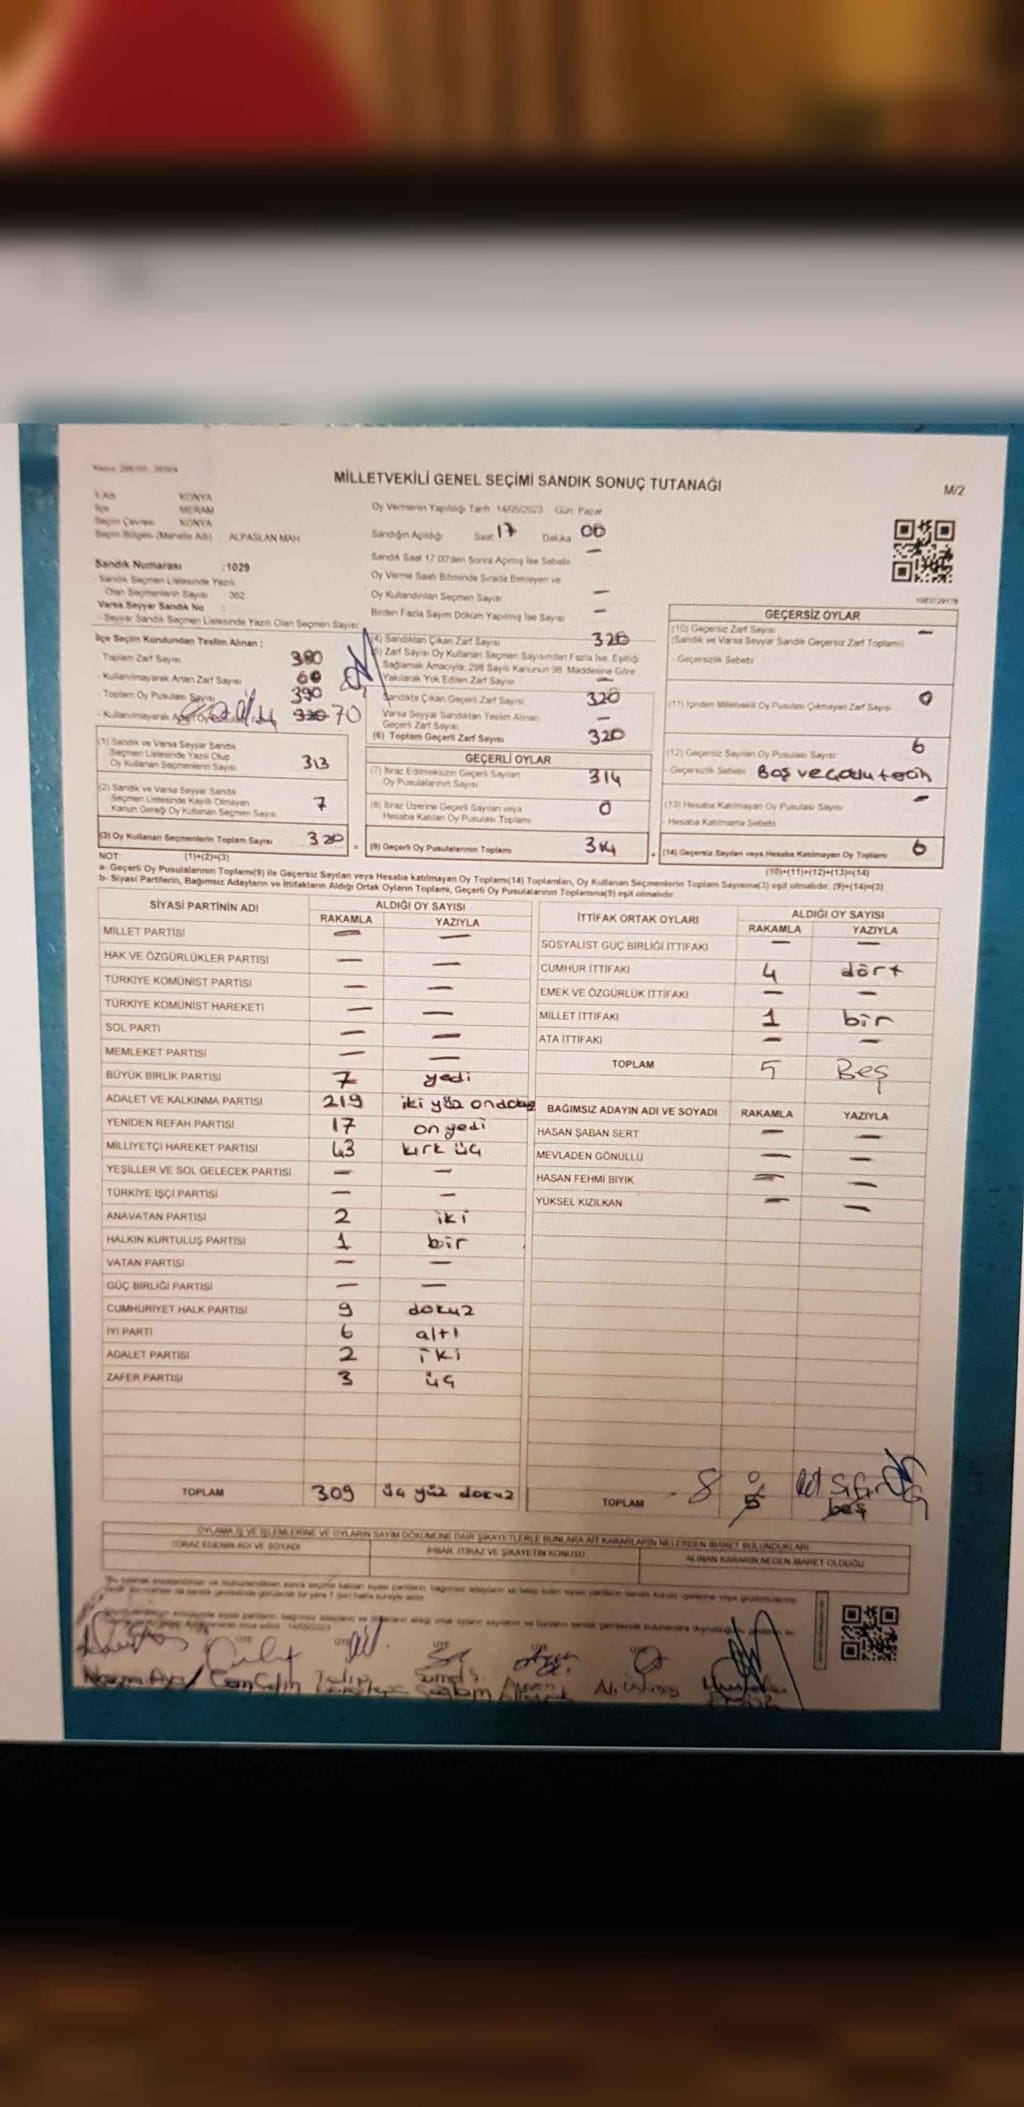 MİLLETVEKİLİ GENEL SEÇİMİ SANDIK SONUÇ TUTANAĞI
M/2
İl Adı KONYA
İlçe MERAM
Seçim Çevresi KONYA
Seçim Bölgesi (Mahalle Adı) ALPASLAN MAH.
Oy Vermenin Yapıldığı Tarih 14/05/2023 Gün Pazar
Sandığın Açıldığı Saat 17 Dakika 00
Sandık Saat 17:00'den Sonra Açımış İse Sebebi —
Oy Verme Saati Bitiminde Sırada Bekleyen ve
Oy Kullandırılan Seçmen Sayısı —
Birden Fazla Sayım Döküm Yapılmış İse Sayısı —
Sandık Numarası :1029
- Sandık Seçmen Listesinde Yazılı
Olan Seçmenlerin Sayısı 362
Varsa Seyyar Sandık No :
- Seyyar Sandık Seçmen Listesinde Yazılı Olan Seçmen Sayısı:
İlçe Seçim Kurulundan Teslim Alınan :
- Toplam Zarf Sayısı 380
- Kullanılmayarak Artan Zarf Sayısı 60
- Toplam Oy Pusulası Sayısı 390
- Kullanılmayarak 70
(1) Sandık ve Varsa Seyyar Sandık
Seçmen Listesinde Yazılı Olup
Oy Kullanan Seçmenlerin Sayısı 313
(2) Sandık ve Varsa Seyyar Sandık
Seçmen Listesinde Kayıtlı Olmayan
Kanun Gereği Oy Kullanan Seçmen Sayısı 7
(3) Oy Kullanan Seçmenlerin Toplam Sayısı 320
(4) Sandıktan Çıkan Zarf Sayısı 320
(5) Zarf Sayısı Oy Kullanan Seçmen Sayısından Fazla İse, Eşitliği
Sağlamak Amacıyla, 298 Sayılı Kanunun 98. Maddesine Göre
Yakılarak Yok Edilen Zarf Sayısı —
Sandıkta Çıkan Geçerli Zarf Sayısı 320
Varsa Seyyar Sandıktan Teslim Alınan
Geçerli Zarf Sayısı —
(6) Toplam Geçerli Zarf Sayısı 320
GEÇERLİ OYLAR
(7) İtiraz Edilmeksizin Geçerli Sayılan
Oy Pusulalarının Sayısı 314
(8) İtiraz Üzerine Geçerli Sayılan veya
Hesaba Katılan Oy Pusulası Toplamı 0
(9) Geçerli Oy Pusulalarının Toplamı 314
GEÇERSİZ OYLAR
(10) Geçersiz Zarf Sayısı —
(Sandık ve Varsa Seyyar Sandık Geçersiz Zarf Toplamı)
- Geçersizlik Sebebi
(11) İçinden Milletvekili Oy Pusulası Çıkmayan Zarf Sayısı 0
(12) Geçersiz Sayılan Oy Pusulası Sayısı 6
- Geçersizlik Sebebi Boş ve çoklu tercih
(13) Hesaba Katılmayan Oy Pusulası Sayısı —
- Hesaba Katılmama Sebebi
(14) Geçersiz Sayılan veya Hesaba Katılmayan Oy Toplamı 6
NOT: (1)+(2)=(3)
(10)+(11)+(12)+(13)=(14)
a- Geçerli Oy Pusulalarının Toplamı(9) ile Geçersiz Sayılan veya Hesaba katılmayan Oy Toplamı(14) Toplamları, Oy Kullanan Seçmenlerin Toplam Sayısına(3) eşit olmalıdır. (9)+(14)=(3)
b- Siyasi Partilerin, Bağımsız Adayların ve İttifakların Aldığı Ortak Oyların Toplamı, Geçerli Oy Pusulalarının Toplamına(9) eşit olmalıdır.
SİYASİ PARTİNİN ADI ALDIĞI OY SAYISI
RAKAMLA YAZIYLA
MİLLET PARTİSİ — —
HAK VE ÖZGÜRLÜKLER PARTİSİ — —
TÜRKİYE KOMÜNİST PARTİSİ — —
TÜRKİYE KOMÜNİST HAREKETİ — —
SOL PARTİ — —
MEMLEKET PARTİSİ — —
BÜYÜK BİRLİK PARTİSİ 7 yedi
ADALET VE KALKINMA PARTİSİ 219 iki yüz ondokuz
YENİDEN REFAH PARTİSİ 17 on yedi
MİLLİYETÇİ HAREKET PARTİSİ 43 kırk üç
YEŞİLLER VE SOL GELECEK PARTİSİ — —
TÜRKİYE İŞÇİ PARTİSİ — —
ANAVATAN PARTİSİ 2 iki
HALKIN KURTULUŞ PARTİSİ 1 bir
VATAN PARTİSİ — —
GÜÇ BİRLİĞİ PARTİSİ — —
CUMHURİYET HALK PARTİSİ 9 dokuz
İYİ PARTİ 6 altı
ADALET PARTİSİ 2 iki
ZAFER PARTİSİ 3 üç
TOPLAM 309 üç yüz dokuz
İTTİFAK ORTAK OYLARI ALDIĞI OY SAYISI
RAKAMLA YAZIYLA
SOSYALİST GÜÇ BİRLİĞİ İTTİFAKI — —
CUMHUR İTTİFAKI 4 dört
EMEK VE ÖZGÜRLÜK İTTİFAKI — —
MİLLET İTTİFAKI 1 bir
ATA İTTİFAKI — —
TOPLAM 5 Beş
BAĞIMSIZ ADAYIN ADI VE SOYADI RAKAMLA YAZIYLA
HASAN ŞABAN SERT — —
MEVLADEN GÖNÜLLÜ — —
HASAN FEHMİ BIYIK — —
YÜKSEL KIZILKAN — —
TOPLAM 0 5 sıfır beş
OYLAMA İŞ VE İŞLEMLERİNE VE OYLARIN SAYIM DÖKÜMÜNE DAİR ŞİKAYETLERLE BUNLARA AİT KARARLARIN NELERDEN İBARET BULUNDUKLARI
İTİRAZ EDENİN ADI VE SOYADI
İHBAR, İTİRAZ VE ŞİKAYETİN KONUSU
ALINAN KARARIN NEDEN İBARET OLDUĞU
14/05/2023
ÜYE